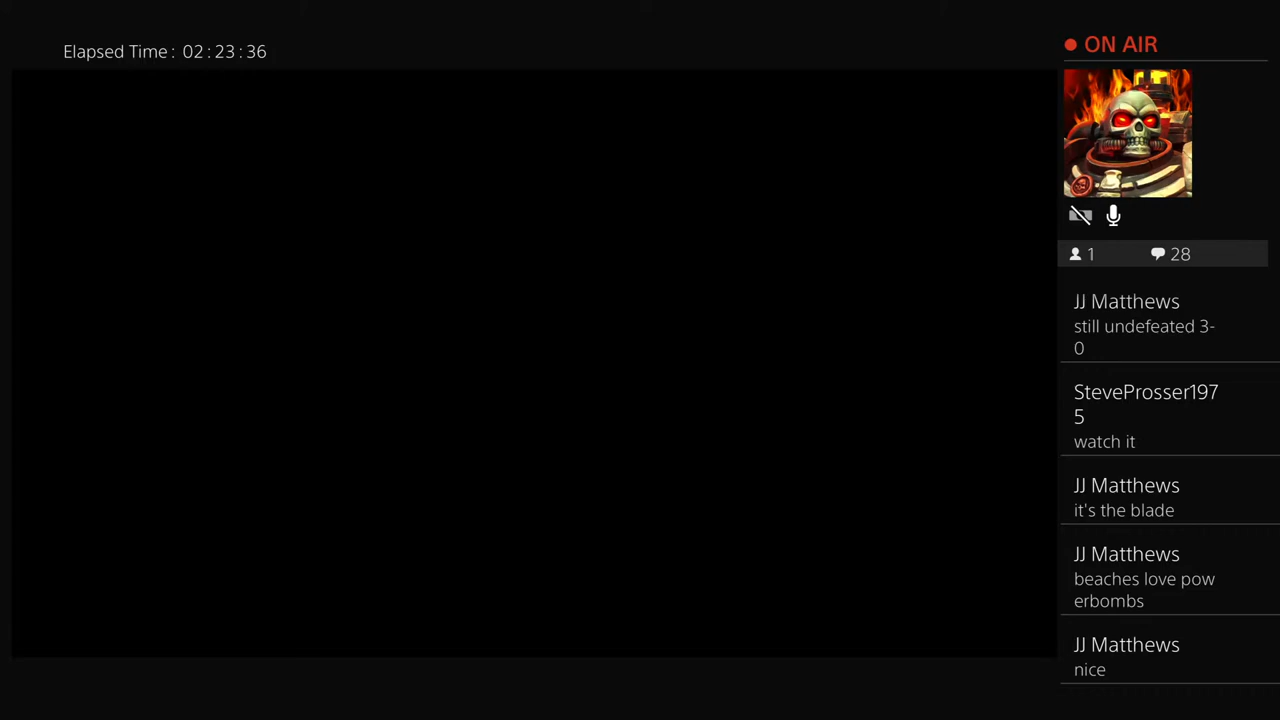 Elapsed Time: 02:23:36
ON AIR
1 28
JJ Matthews
still undefeated 3-
0
SteveProsser197
5
watch it
JJ Matthews
it's the blade
JJ Matthews
beaches love pow
erbombs
JJ Matthews
nice